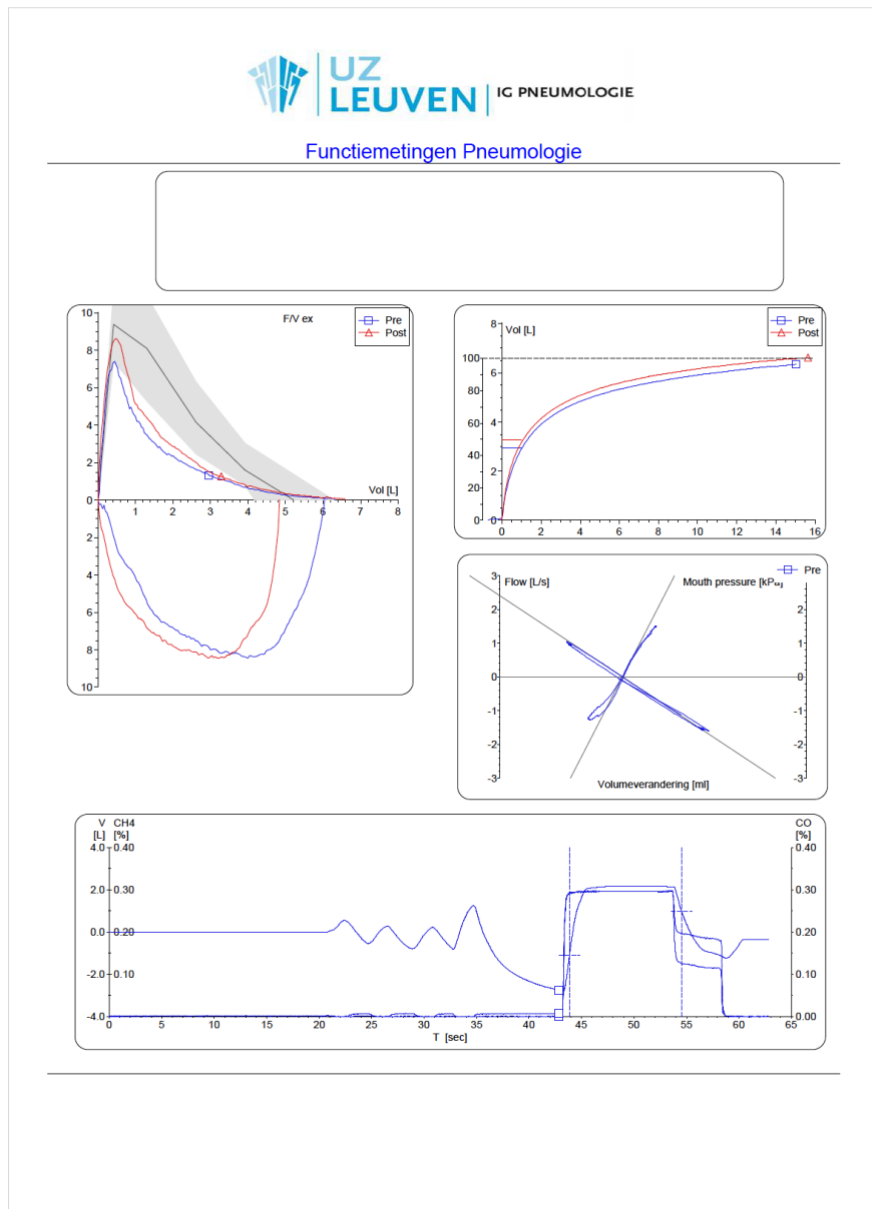 UZ
LEUVEN
IG PNEUMOLOGIE
Functiemetingen Pneumologie
F/V ex
Pre
Post
10
8
6
4
2
0
2
4
6
8
10
Vol [L]
1 2 3 4 5 6 7 8
Vol [L]
Pre
Post
8
6
4
2
0
100
80
60
40
20
0
0 2 4 6 8 10 12 14 16
Flow [L/s]
Mouth pressure [kPa]
Pre
3
2
1
0
-1
-2
-3
2
1
0
-1
-2
-3
Volumeverandering [ml]
V CH4
[L] [%]
CO
[%]
4.0 0.40
2.0 0.30
0.0 0.20
-2.0 0.10
-4.0
0.40
0.30
0.20
0.10
0.00
0 5 10 15 20 25 30 35 40 45 50 55 60 65
T [sec]